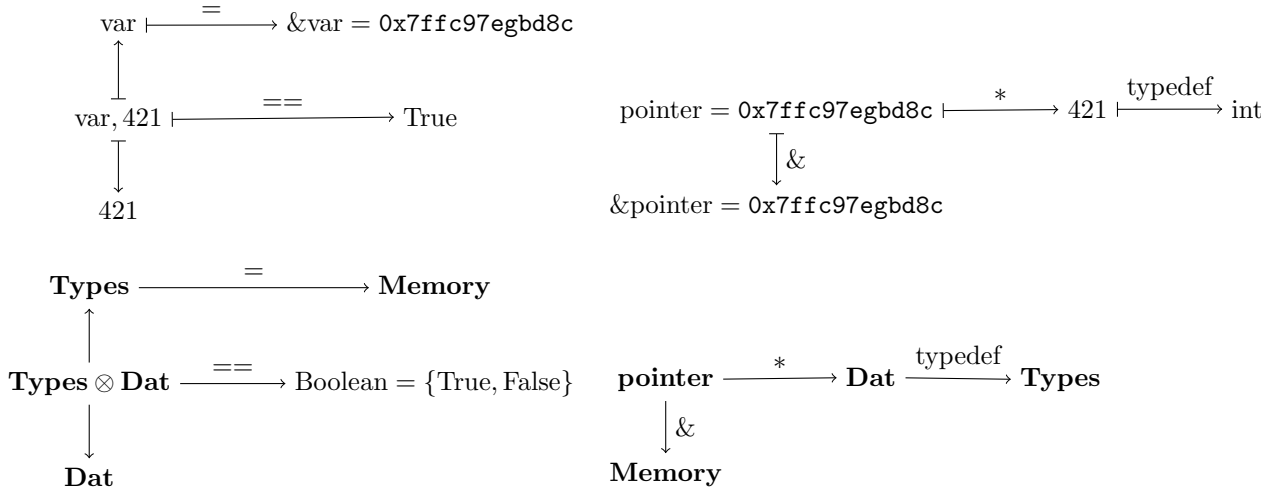 var = &var = 0x7ffc97egbd8c
var, 421 == True
421
pointer = 0x7ffc97egbd8c * 421 typedef int
&
&pointer = 0x7ffc97egbd8c
Types = Memory
Types ⊗ Dat == Boolean = {True, False}
Dat
pointer * Dat typedef Types
&
Memory